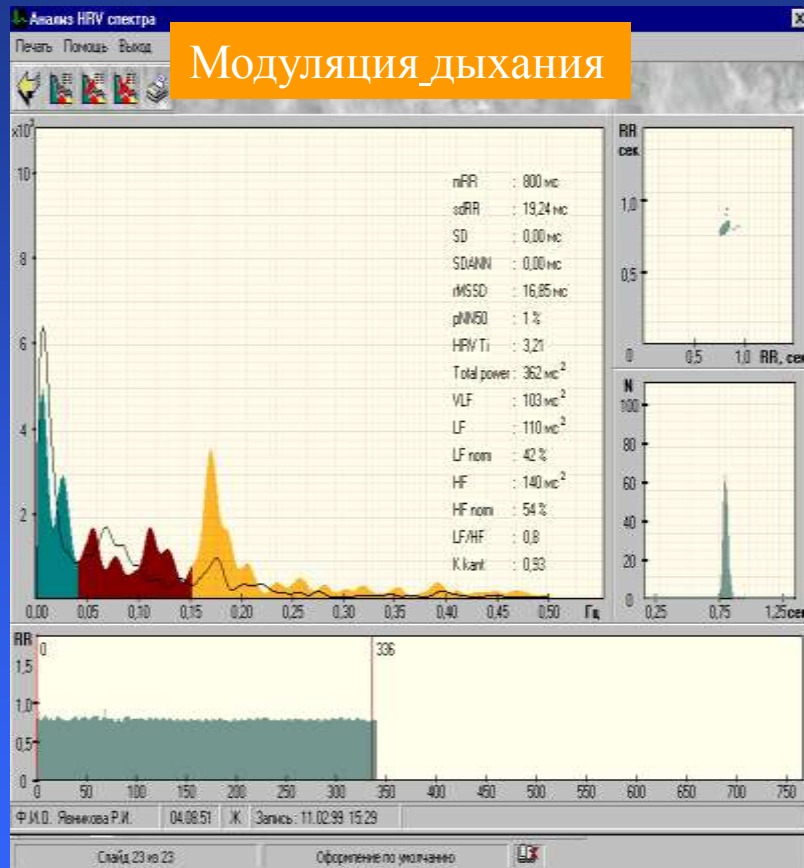 Анализ HRV спектра
Печать Помощь Выход
Модуляция дыхания
x10²
10
8
6
4
2
mRR : 800 мс
sdRR : 19,24 мс
SD : 0,00 мс
SDANN : 0,00 мс
rMSSD : 16,85 мс
pNN50 : 1 %
HRV Ti : 3,21
Total power : 362 мс²
VLF : 103 мс²
LF : 110 мс²
LF norm : 42 %
HF : 140 мс²
HF norm : 54 %
LF/HF : 0,8
K kant : 0,93
0,00 0,05 0,10 0,15 0,20 0,25 0,30 0,35 0,40 0,45 0,50 Гц
RR
сек
1,0
0,5
0 0,5 1,0 RR, сек
N
100
80
60
40
20
0
0,25 0,75 1,25 сек
RR
0 336
1,5
1,0
0,5
0
0 50 100 150 200 250 300 350 400 450 500 550 600 650 700 750
Ф.И.О. Явникова Р.И. 04.08.51 Ж Запись : 11.02.99 15:29
Слайд 23 из 23 Оформление по умолчанию